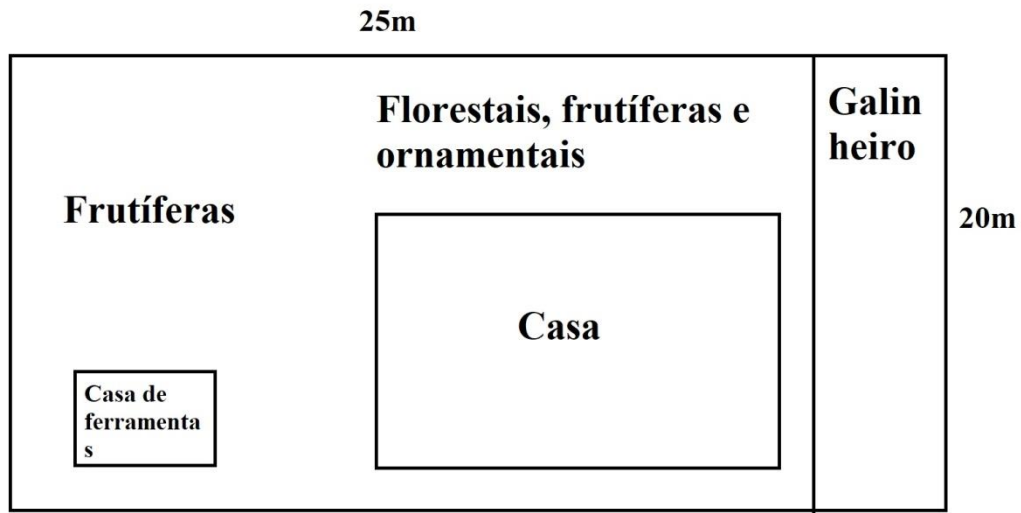 25m
Florestais, frutíferas e
ornamentais
Galin
heiro
Frutíferas
20m
Casa
Casa de
ferramenta
s